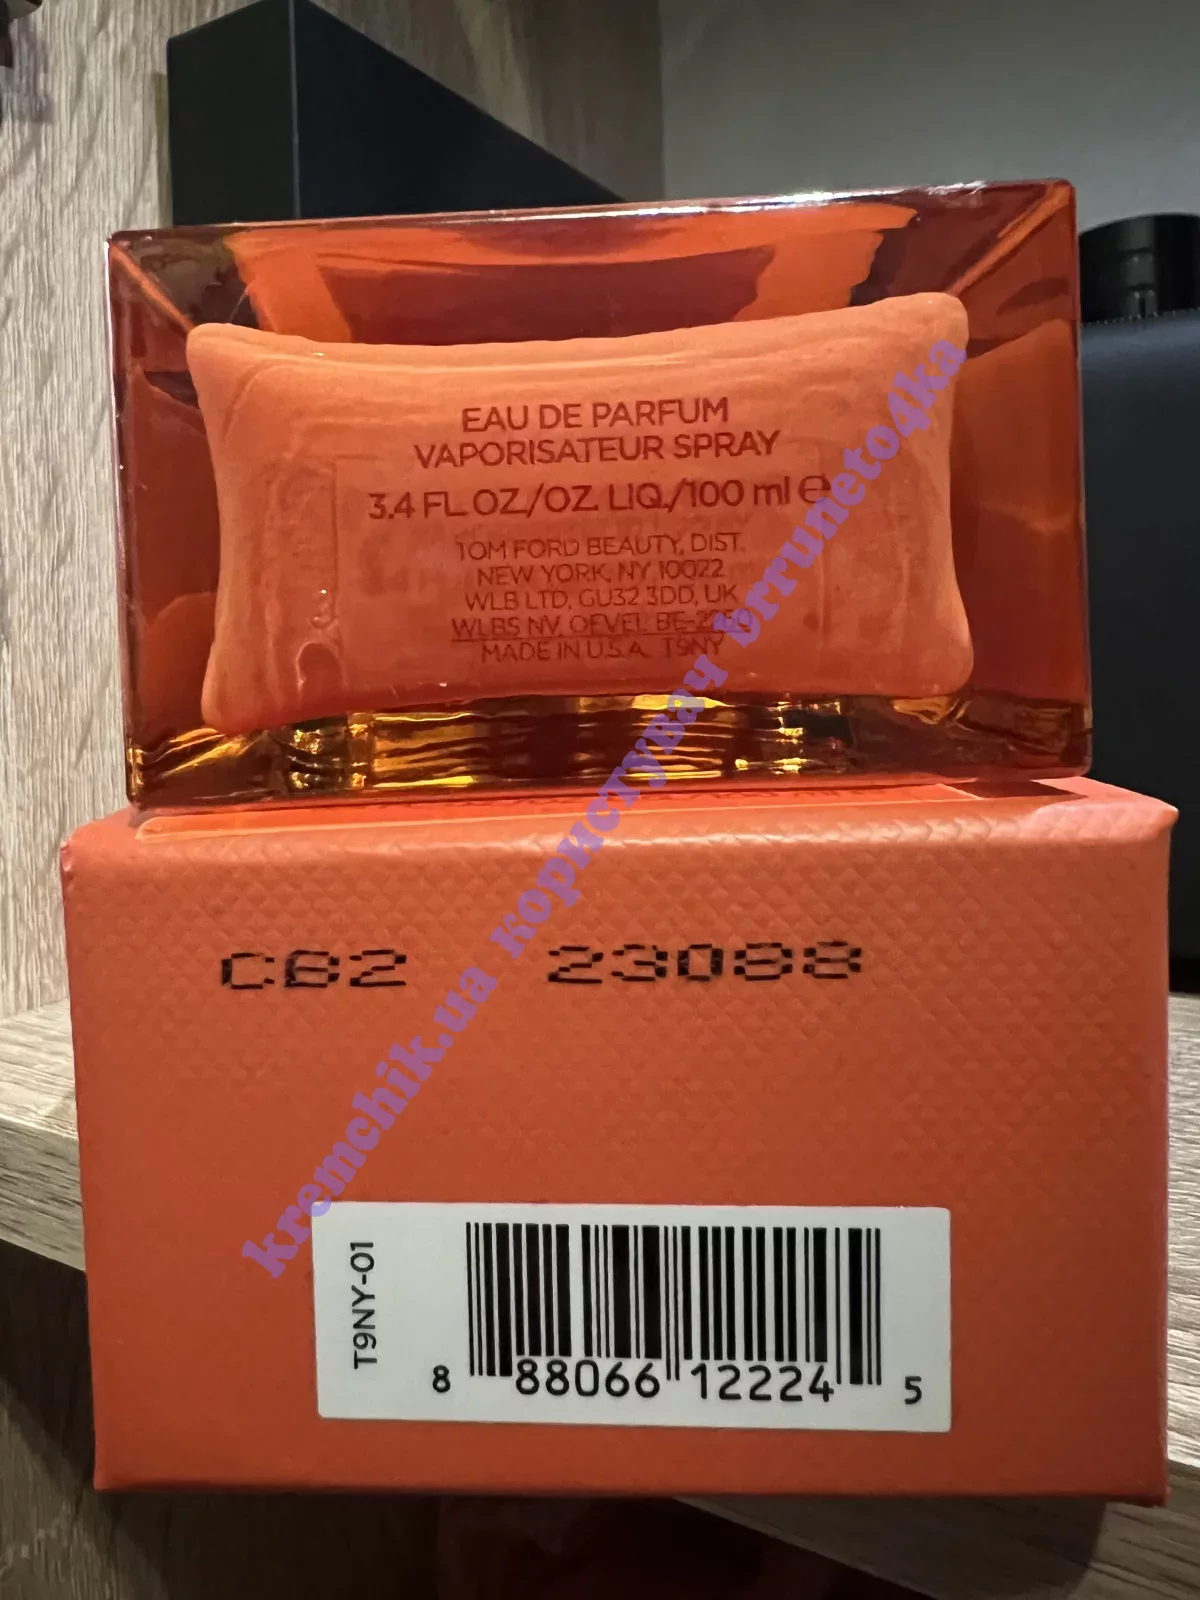 EAU DE PARFUM
VAPORISATEUR SPRAY
3.4 FL.OZ./OZ. LIQ./100 ml ℮
TOM FORD BEAUTY, DIST.
NEW YORK, NY 10022
WLB LTD, GU32 3DD, UK
WLBS NV, OEVEL BE-2260
MADE IN U.S.A. T9NY
CB2 23088
T9NY-01
8 88066 12224 5
kremchik.ua користувач brruneto4ka